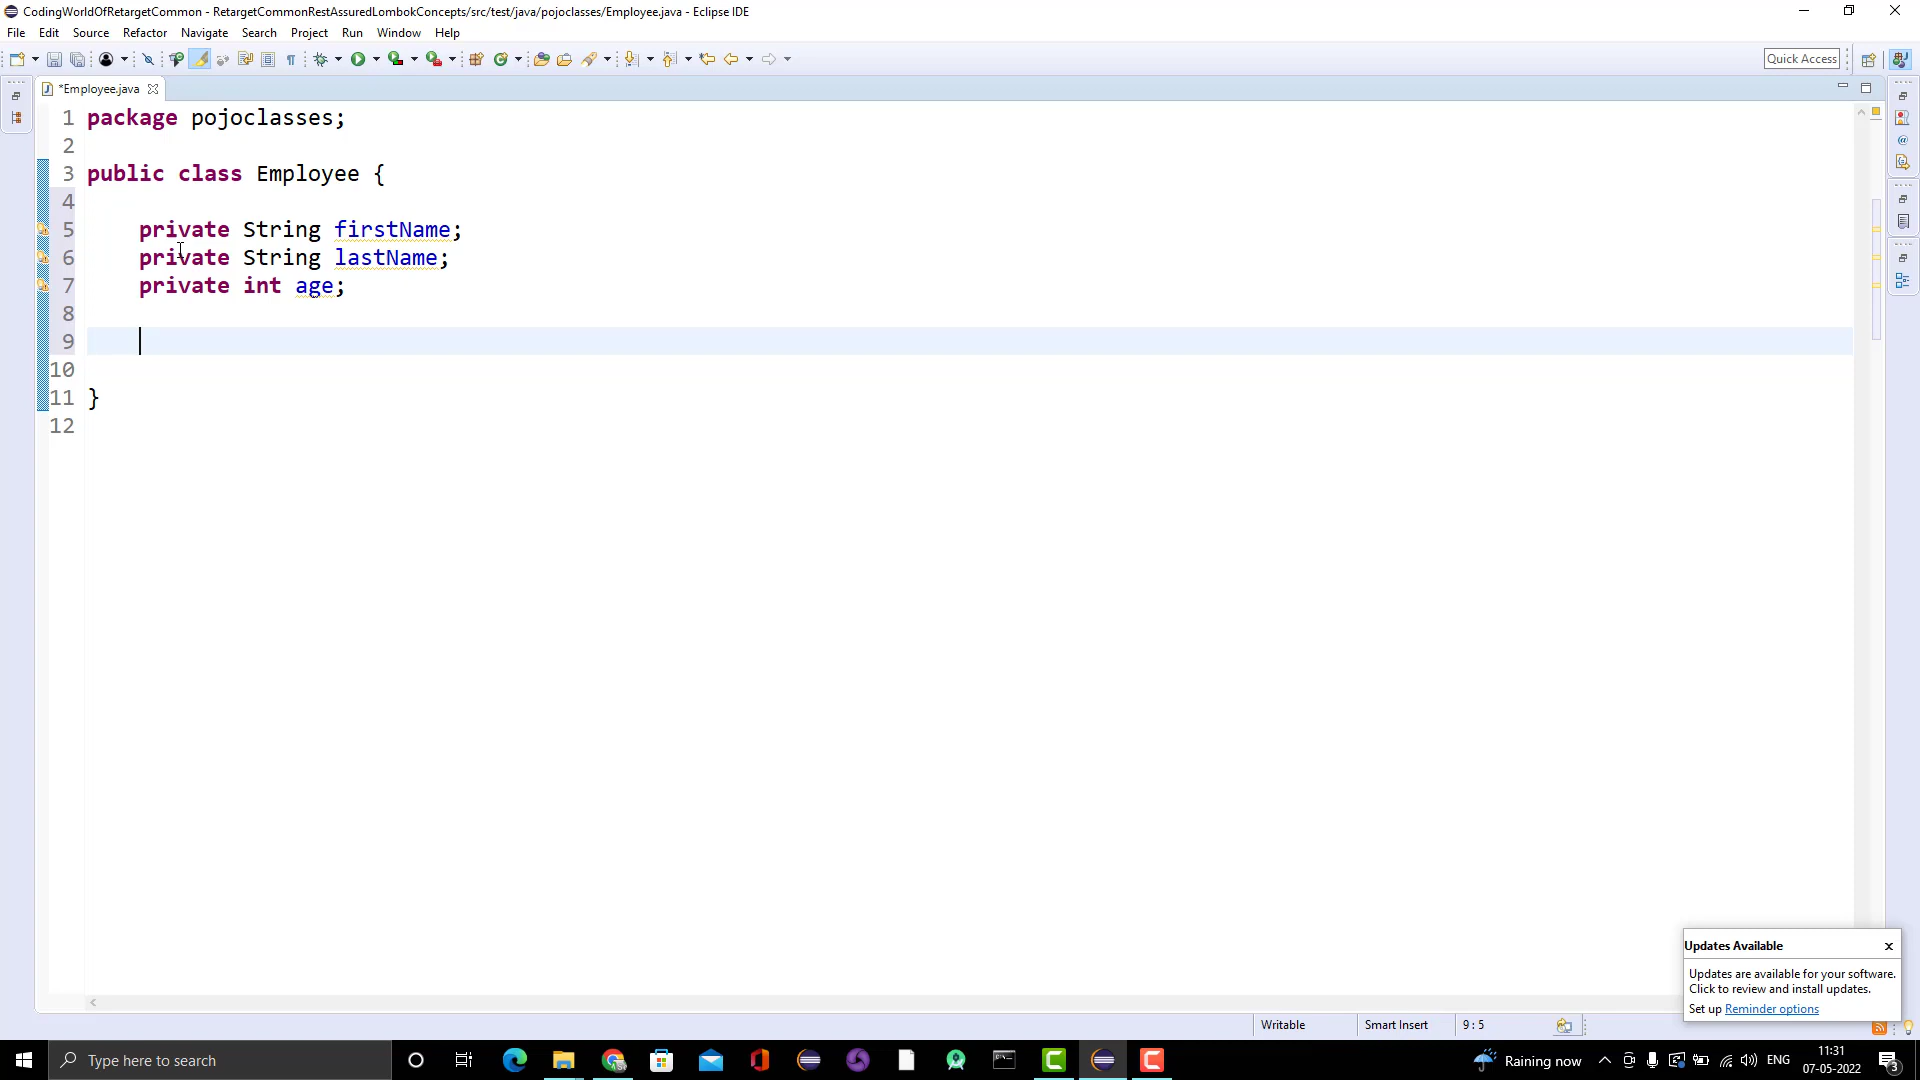 CodingWorldOfRetargetCommon - RetargetCommonRestAssuredLombokConcepts/src/test/java/pojoclasses/Employee.java - Eclipse IDE
File Edit Source Refactor Navigate Search Project Run Window Help
Quick Access
*Employee.java
1 package pojoclasses;
2
3 public class Employee {
4
5 private String firstName;
6 private String lastName;
7 private int age;
8
9
10
11 }
12
Updates Available
Updates are available for your software.
Click to review and install updates.
Set up Reminder options
Writable Smart Insert 9 : 5
Type here to search
Raining now
ENG
11:31
07-05-2022
3